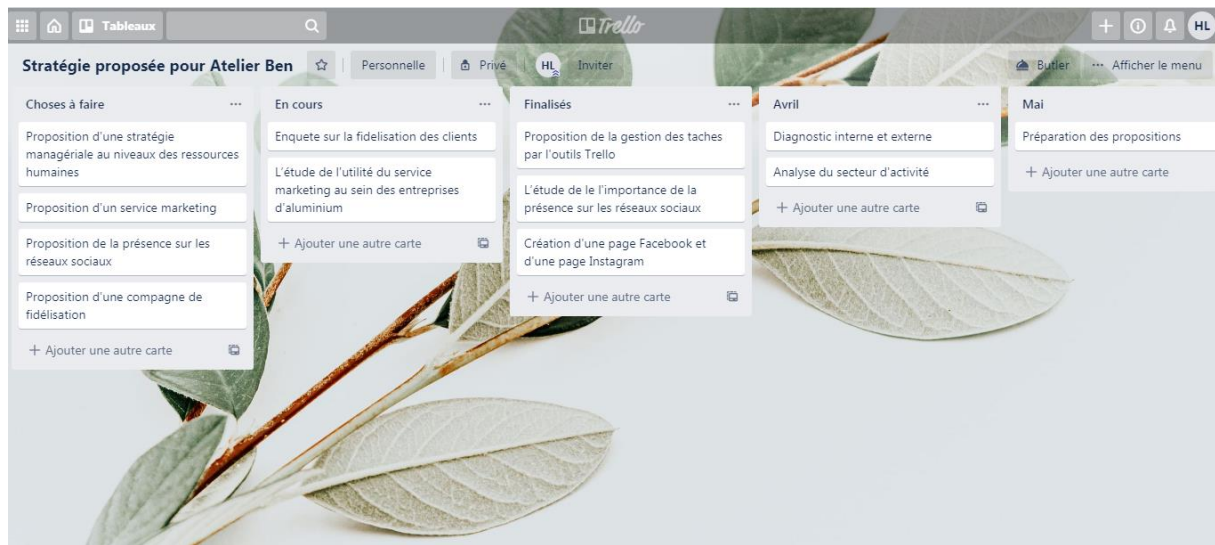 Tableaux
Trello
HL
Stratégie proposée pour Atelier Ben
Personnelle
Privé
HL
Inviter
Butler
Afficher le menu
Choses à faire
Proposition d'une stratégie
managériale au niveaux des ressources
humaines
Proposition d'un service marketing
Proposition de la présence sur les
réseaux sociaux
Proposition d'une compagne de
fidélisation
+ Ajouter une autre carte
En cours
Enquete sur la fidelisation des clients
L'étude de l'utilité du service
marketing au sein des entreprises
d'aluminium
+ Ajouter une autre carte
Finalisés
Proposition de la gestion des taches
par l'outils Trello
L'étude de le l'importance de la
présence sur les réseaux sociaux
Création d'une page Facebook et
d'une page Instagram
+ Ajouter une autre carte
Avril
Diagnostic interne et externe
Analyse du secteur d'activité
+ Ajouter une autre carte
Mai
Préparation des propositions
+ Ajouter une autre carte